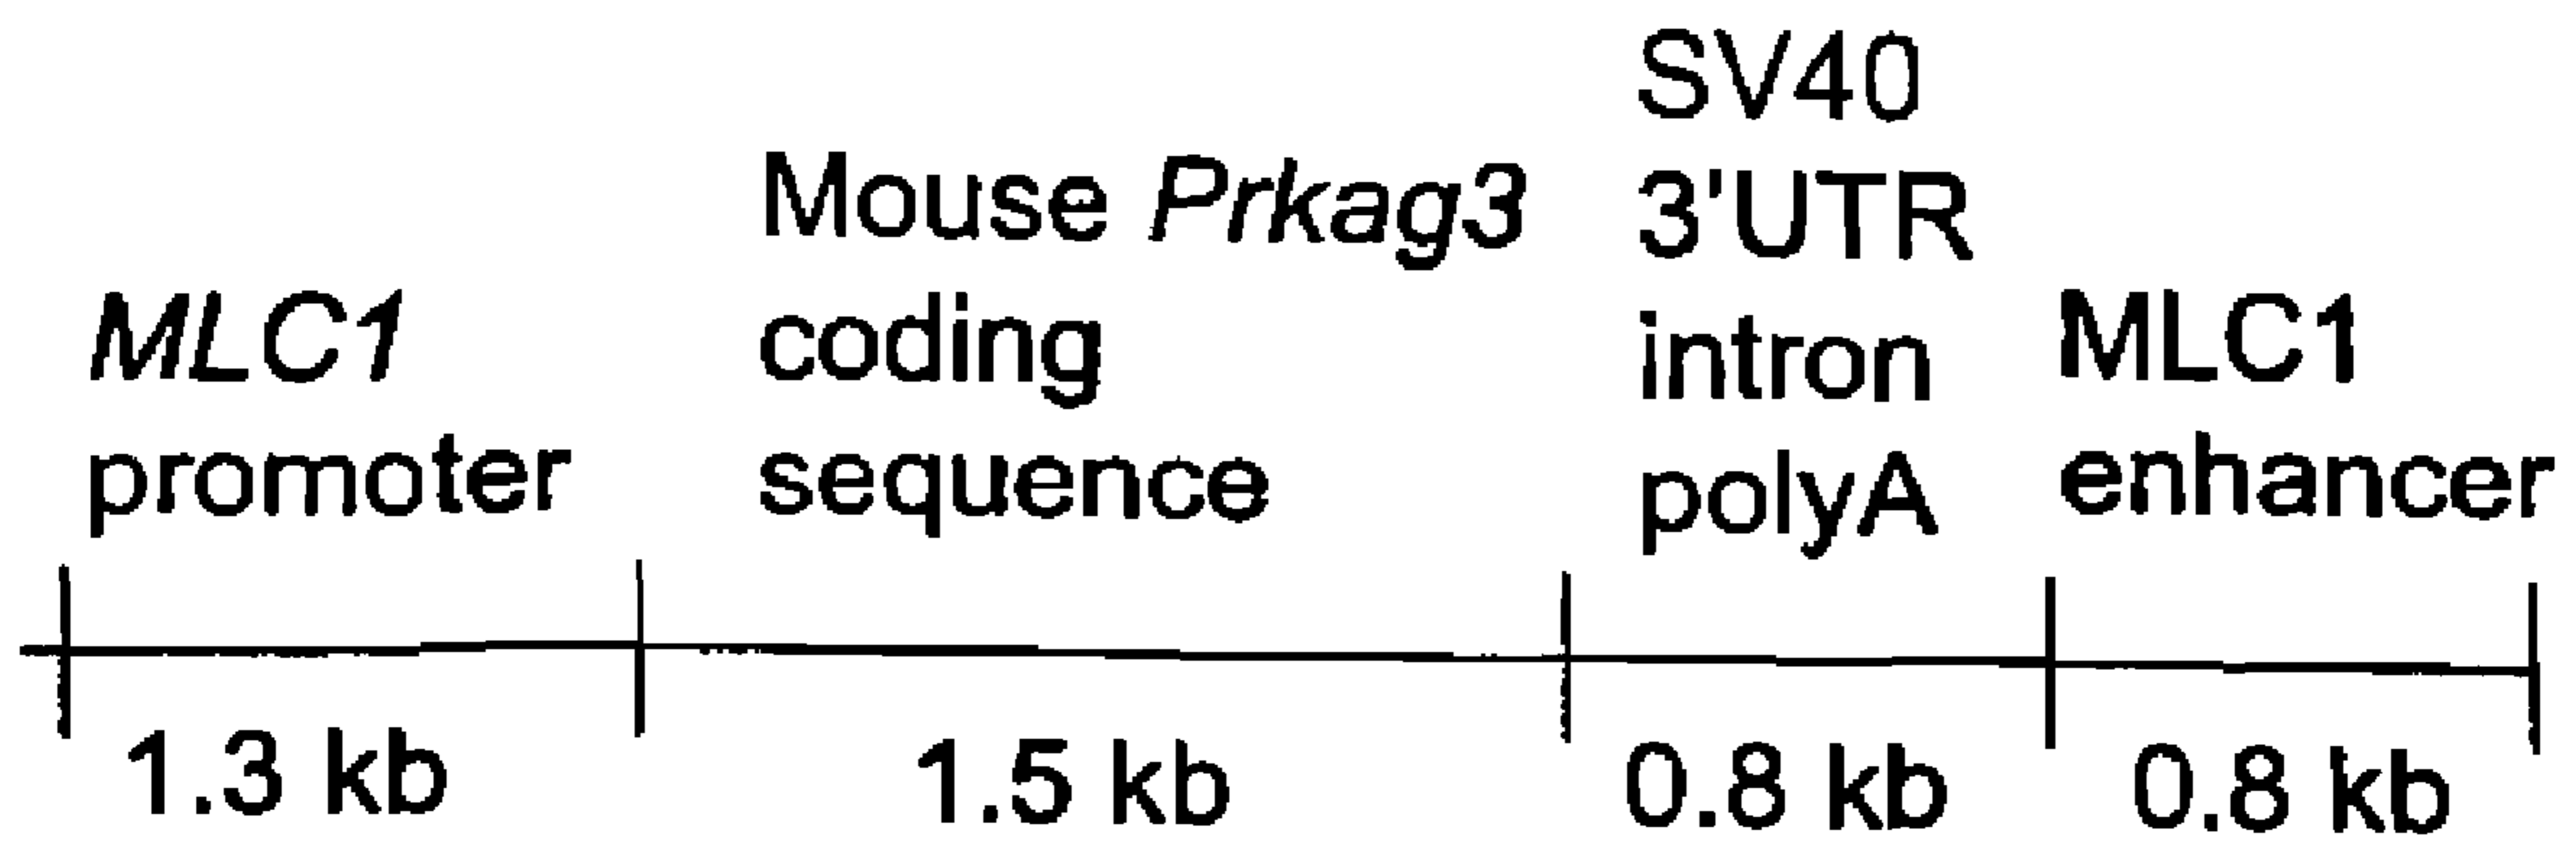 MLC1
promoter
Mouse Prkag3
coding
sequence
SV40
3'UTR
intron
polyA
MLC1
enhancer
1.3 kb
1.5 kb
0.8 kb
0.8 kb